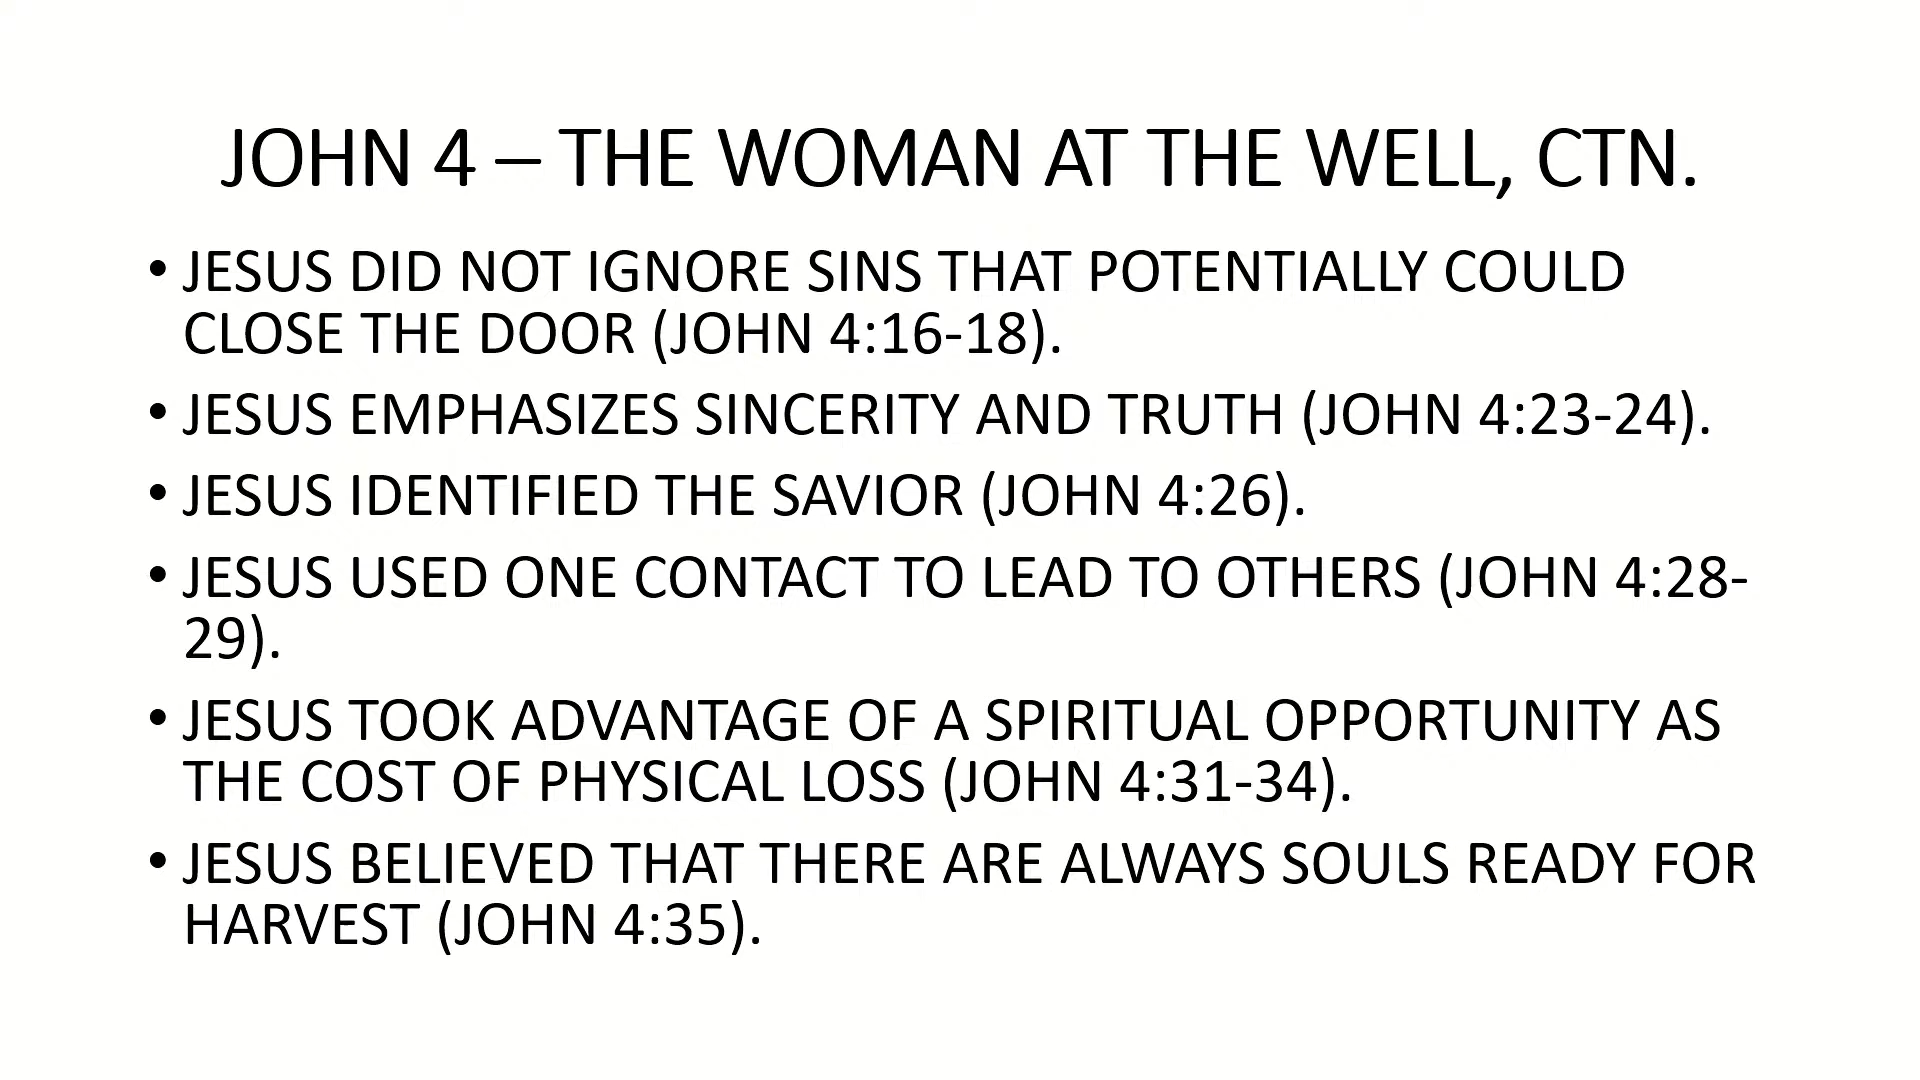 JOHN 4 – THE WOMAN AT THE WELL, CTN.
• JESUS DID NOT IGNORE SINS THAT POTENTIALLY COULD
CLOSE THE DOOR (JOHN 4:16-18).
• JESUS EMPHASIZES SINCERITY AND TRUTH (JOHN 4:23-24).
• JESUS IDENTIFIED THE SAVIOR (JOHN 4:26).
• JESUS USED ONE CONTACT TO LEAD TO OTHERS (JOHN 4:28-
29).
• JESUS TOOK ADVANTAGE OF A SPIRITUAL OPPORTUNITY AS
THE COST OF PHYSICAL LOSS (JOHN 4:31-34).
• JESUS BELIEVED THAT THERE ARE ALWAYS SOULS READY FOR
HARVEST (JOHN 4:35).